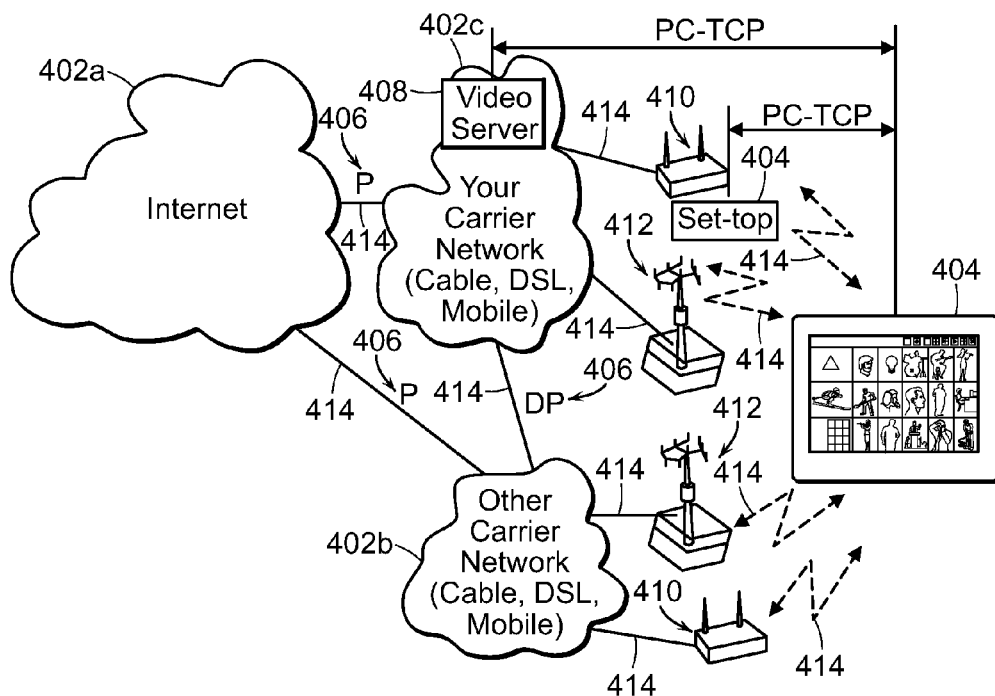 PC-TCP
402c
402a
408
Video
Server
410
PC-TCP
406
414
404
P
Internet
414
Your
Carrier
Network
(Cable, DSL,
Mobile)
Set-top
412
414
404
414
414
406
P
414
414
DP
406
412
414
414
Other
Carrier
Network
(Cable, DSL,
Mobile)
402b
410
414
414